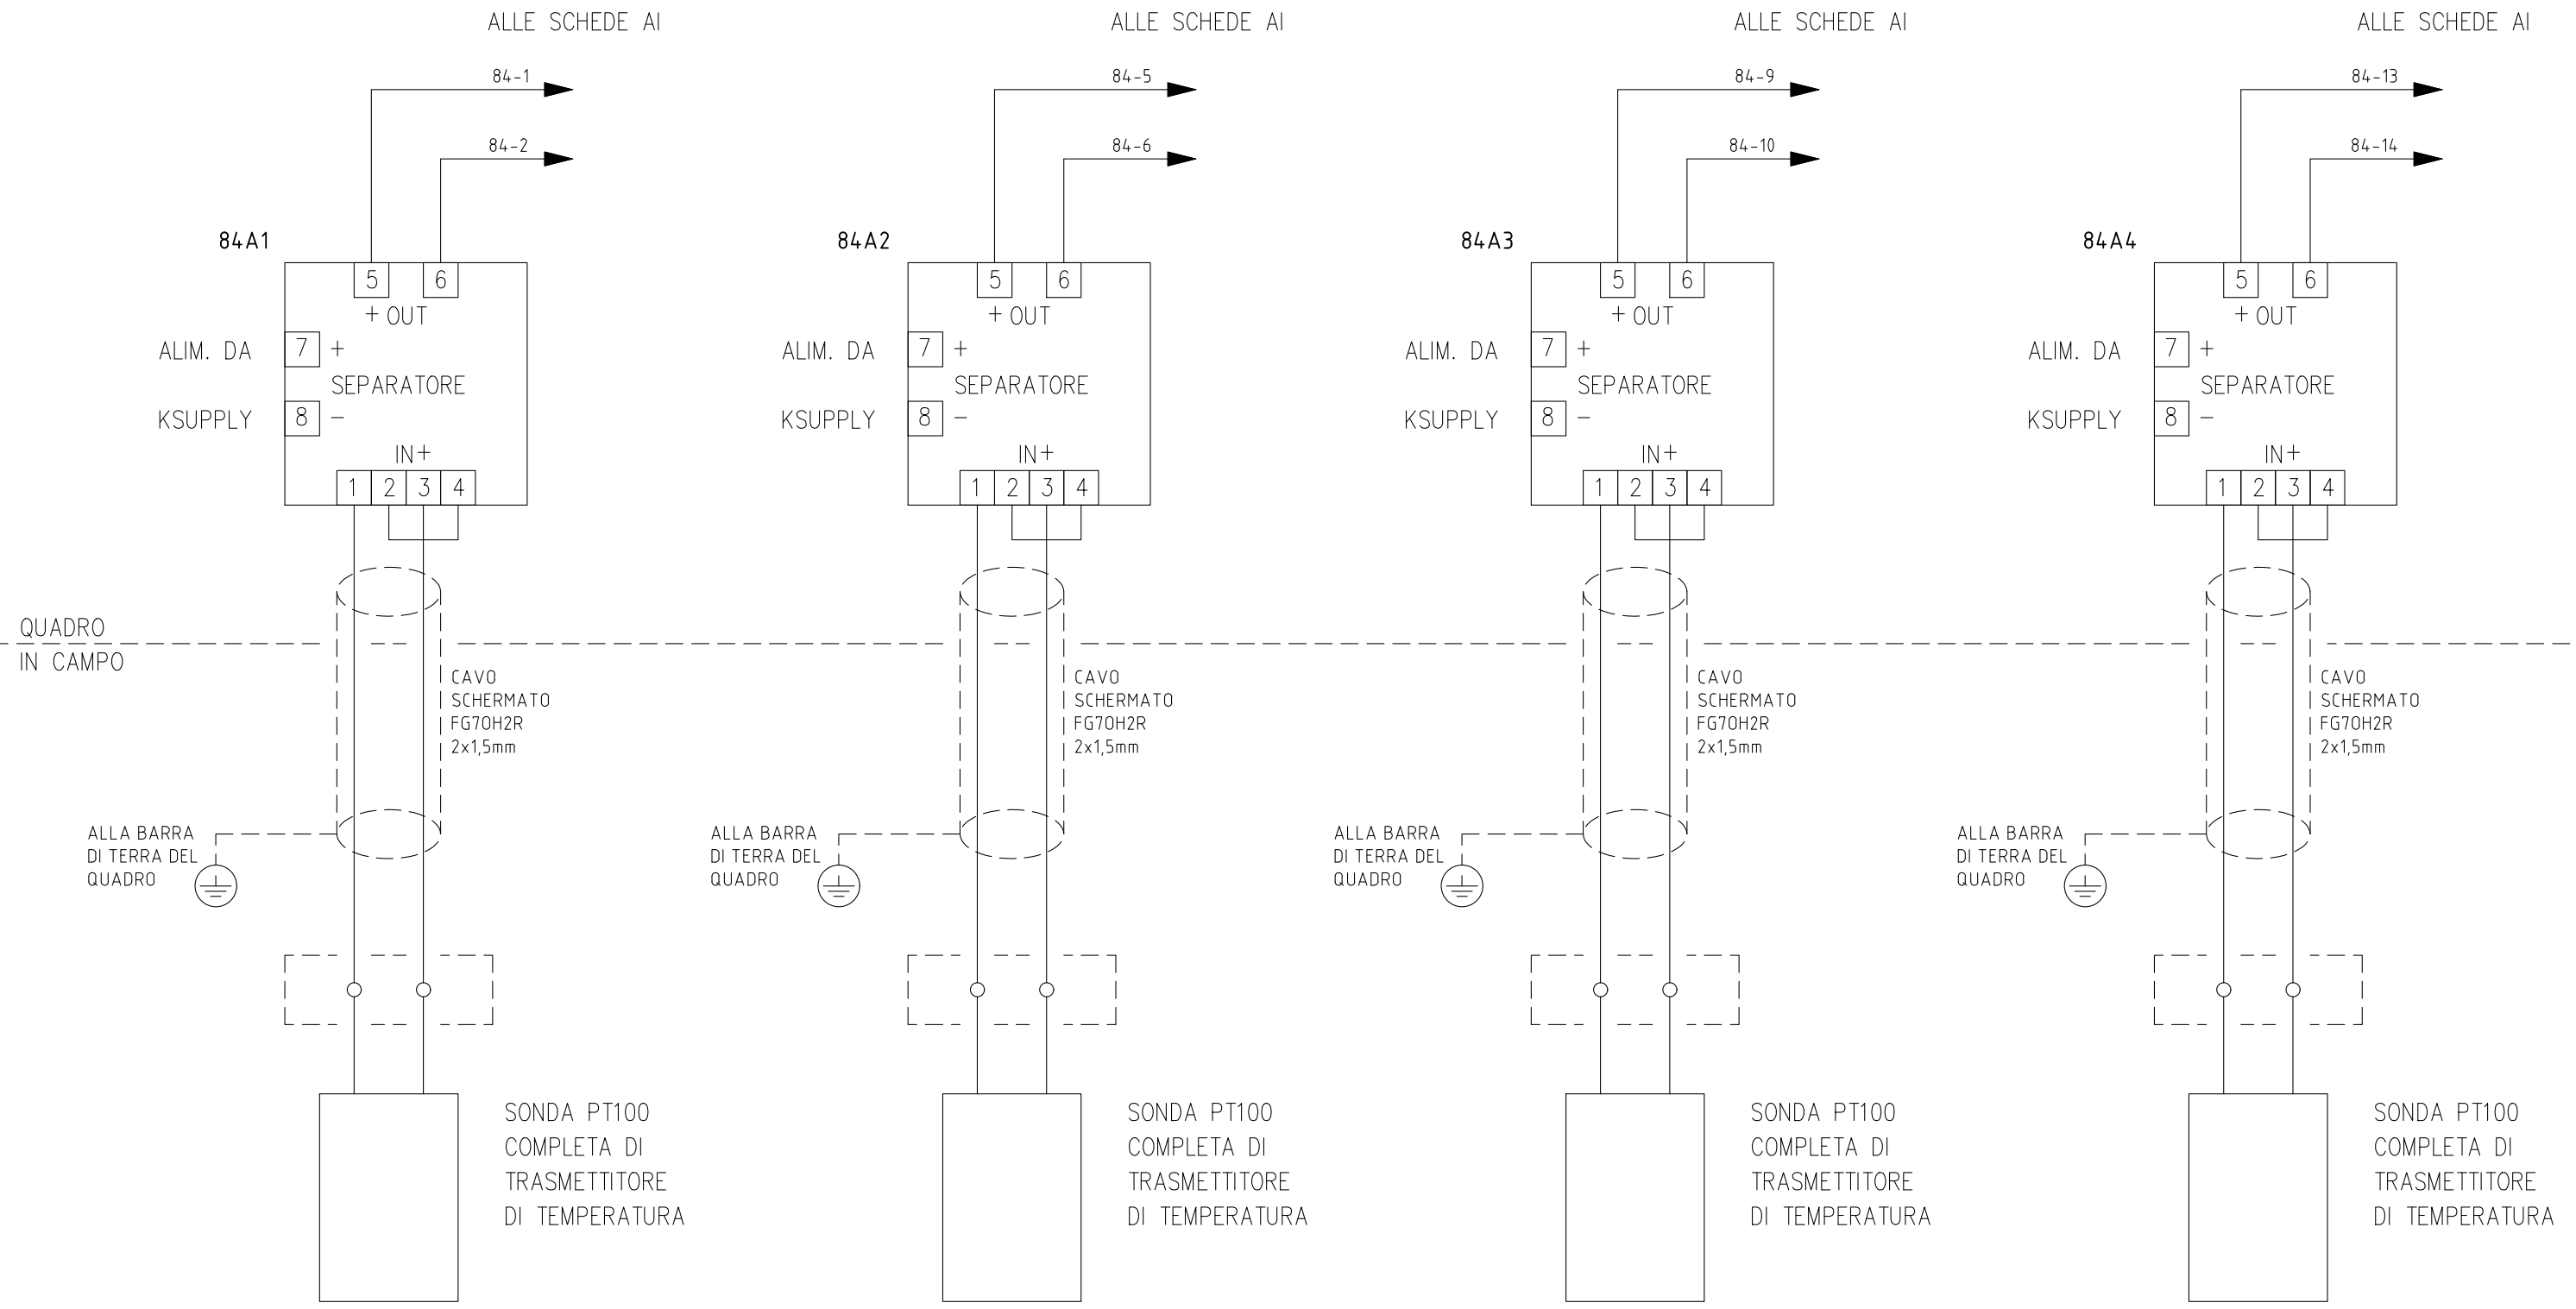 ALLE SCHEDE AI
ALLE SCHEDE AI
ALLE SCHEDE AI
ALLE SCHEDE AI
84-1
84-5
84-9
84-13
84-2
84-6
84-10
84-14
84A1
84A2
84A3
84A4
5 6
5 6
5 6
5 6
+ OUT
+ OUT
+ OUT
+ OUT
ALIM. DA 7 +
ALIM. DA 7 +
ALIM. DA 7 +
ALIM. DA 7 +
SEPARATORE
SEPARATORE
SEPARATORE
SEPARATORE
KSUPPLY 8 -
KSUPPLY 8 -
KSUPPLY 8 -
KSUPPLY 8 -
IN+
IN+
IN+
IN+
1 2 3 4
1 2 3 4
1 2 3 4
1 2 3 4
QUADRO
IN CAMPO
CAVO
SCHERMATO
FG7OH2R
2x1,5mm
CAVO
SCHERMATO
FG7OH2R
2x1,5mm
CAVO
SCHERMATO
FG7OH2R
2x1,5mm
CAVO
SCHERMATO
FG7OH2R
2x1,5mm
ALLA BARRA
DI TERRA DEL
QUADRO
ALLA BARRA
DI TERRA DEL
QUADRO
ALLA BARRA
DI TERRA DEL
QUADRO
ALLA BARRA
DI TERRA DEL
QUADRO
SONDA PT100
COMPLETA DI
TRASMETTITORE
DI TEMPERATURA
SONDA PT100
COMPLETA DI
TRASMETTITORE
DI TEMPERATURA
SONDA PT100
COMPLETA DI
TRASMETTITORE
DI TEMPERATURA
SONDA PT100
COMPLETA DI
TRASMETTITORE
DI TEMPERATURA